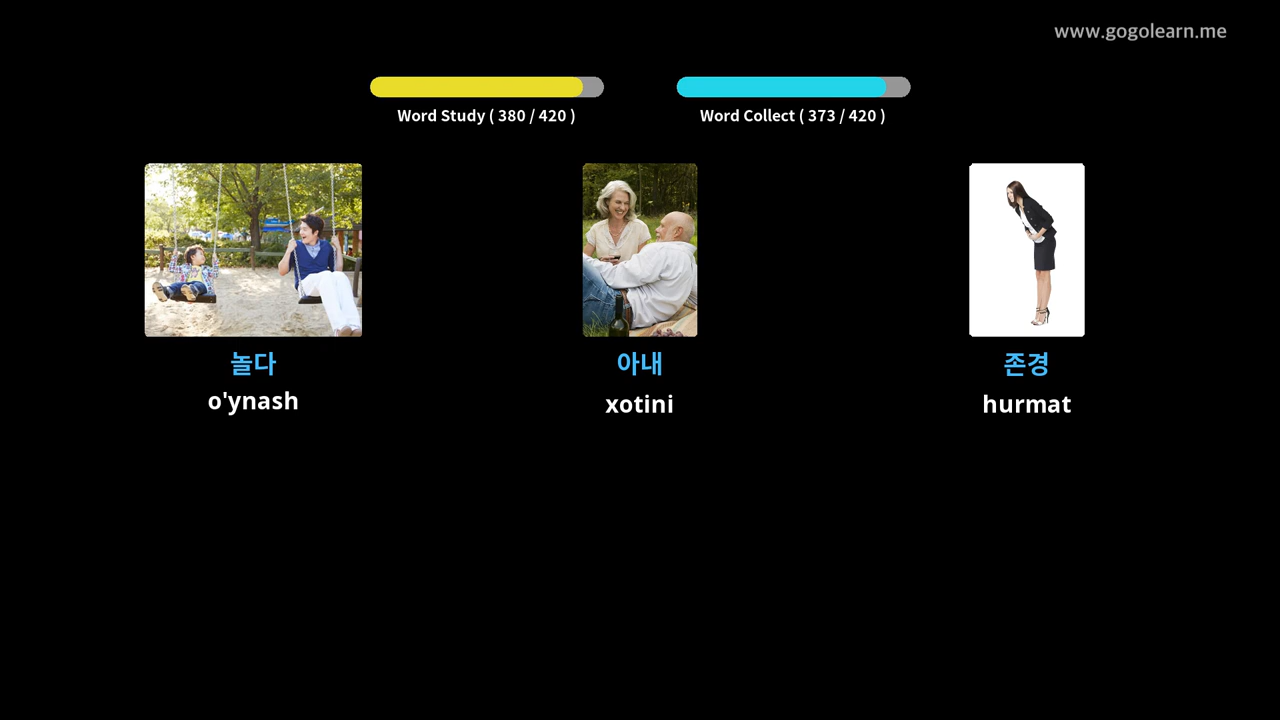 www.gogolearn.me
Word Study ( 380 / 420 )
Word Collect ( 373 / 420 )
놀다
o'ynash
아내
xotini
존경
hurmat